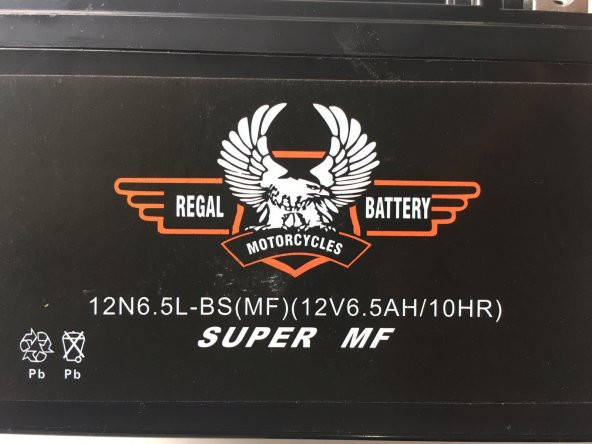 REGAL BATTERY
MOTORCYCLES
12N6.5L-BS(MF)(12V6.5AH/10HR)
SUPER MF
Pb Pb